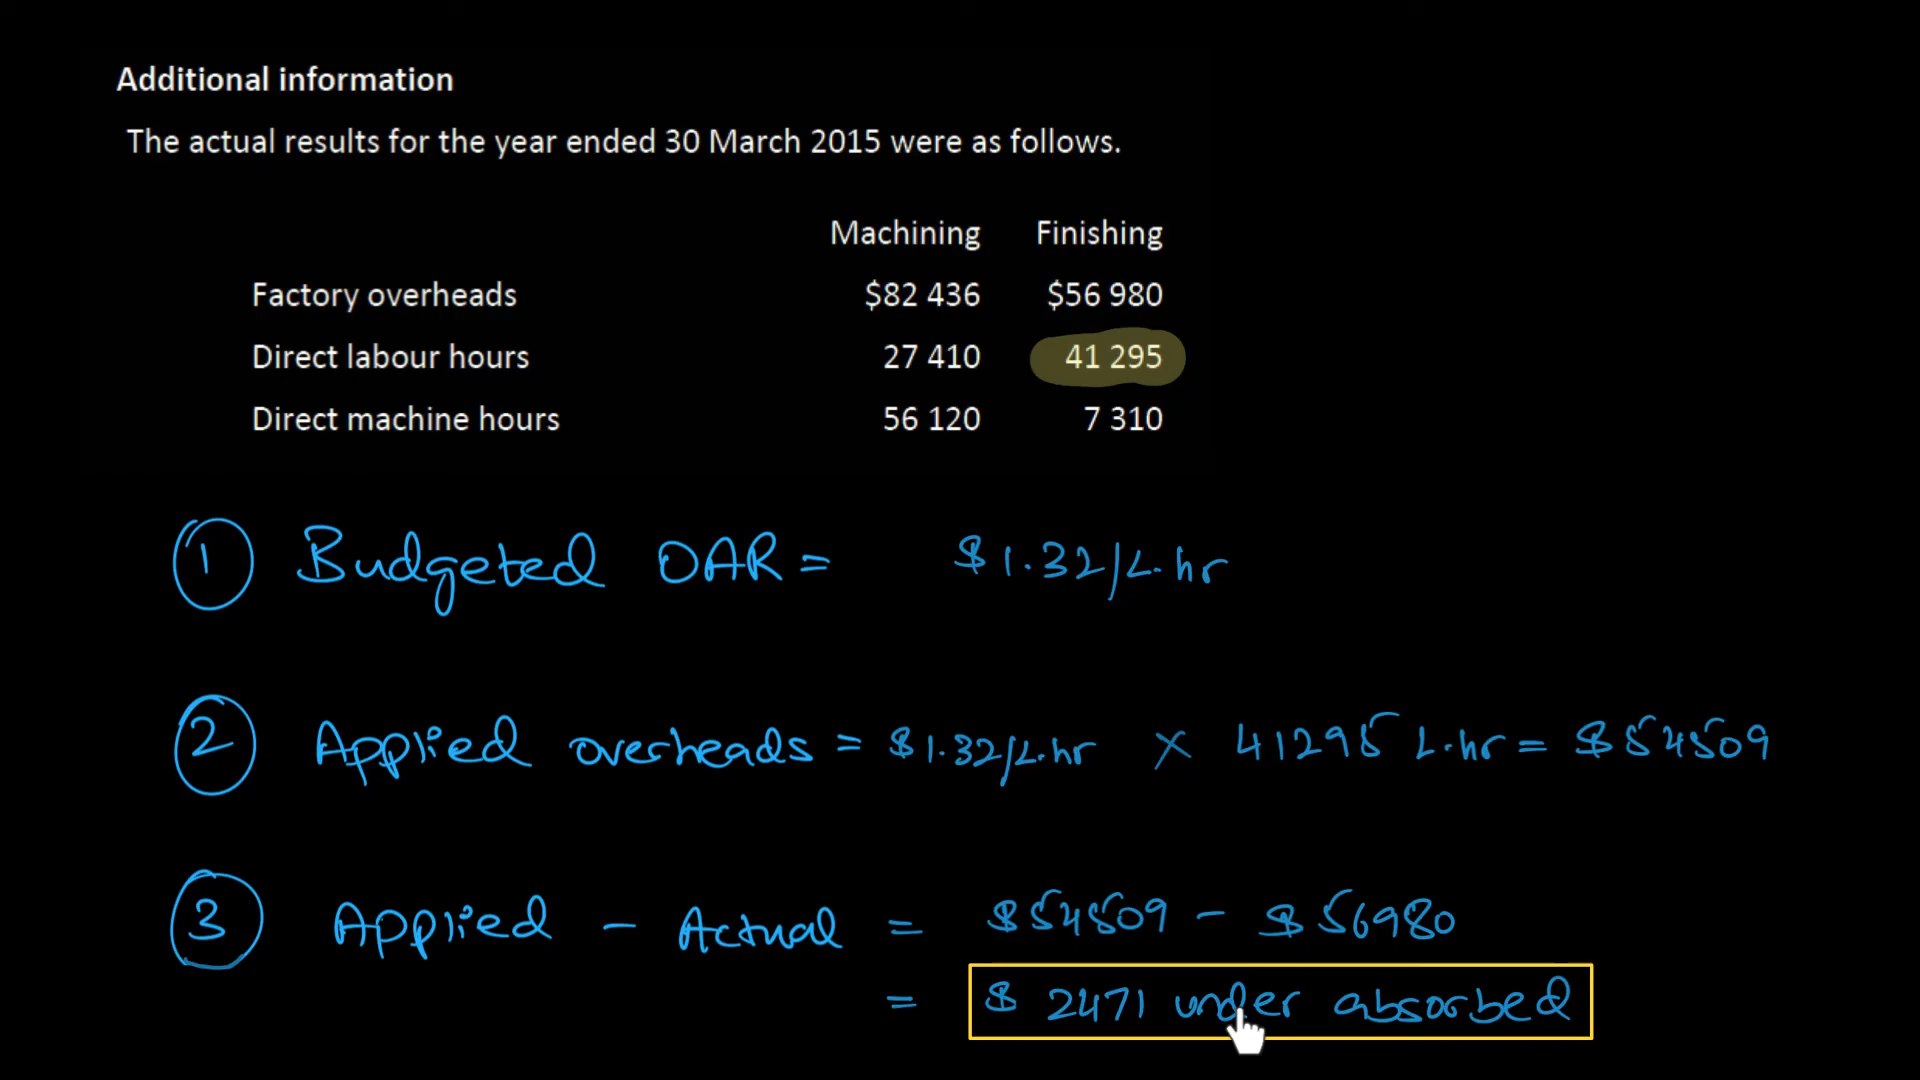 Additional information
The actual results for the year ended 30 March 2015 were as follows.
Machining Finishing
Factory overheads $82 436 $56 980
Direct labour hours 27 410 41 295
Direct machine hours 56 120 7 310
1 Budgeted OAR = $1.32/L.hr
2 Applied overheads = $1.32/L.hr × 41295 L.hr = $54509
3 Applied - Actual = $54509 - $56980
= $ 2471 under absorbed